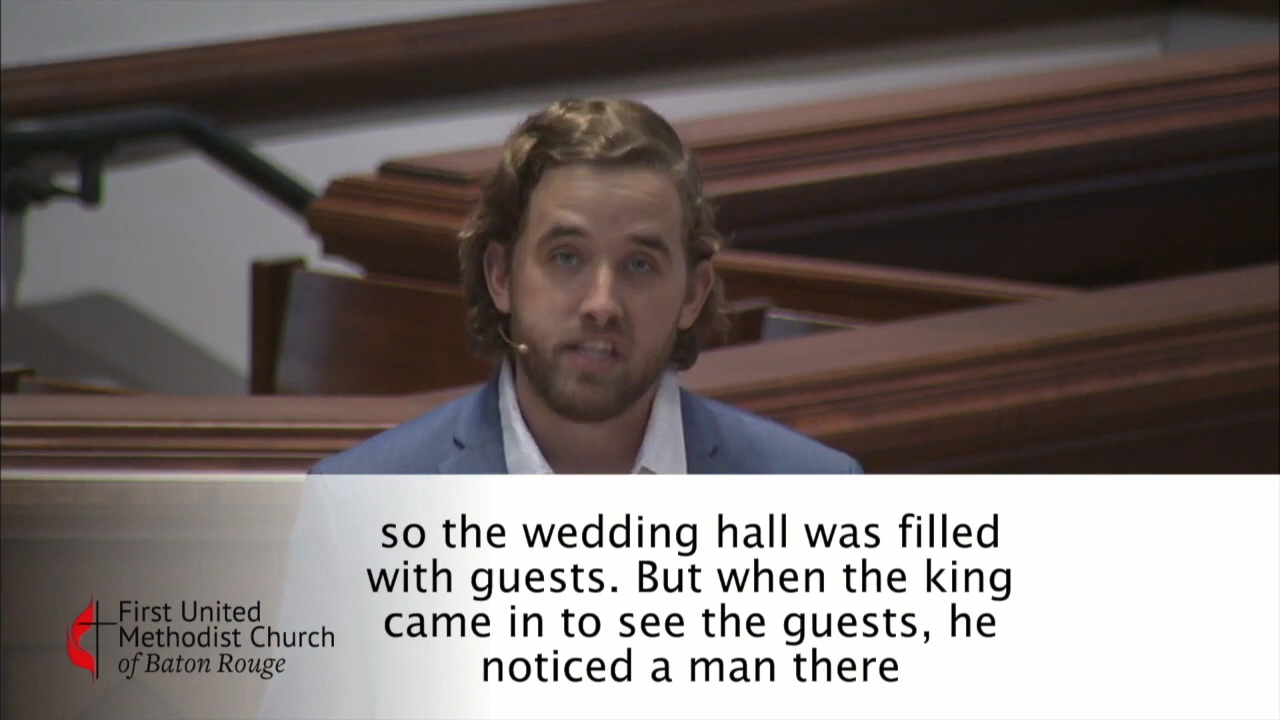 so the wedding hall was filled
with guests. But when the king
came in to see the guests, he
noticed a man there
First United
Methodist Church
of Baton Rouge